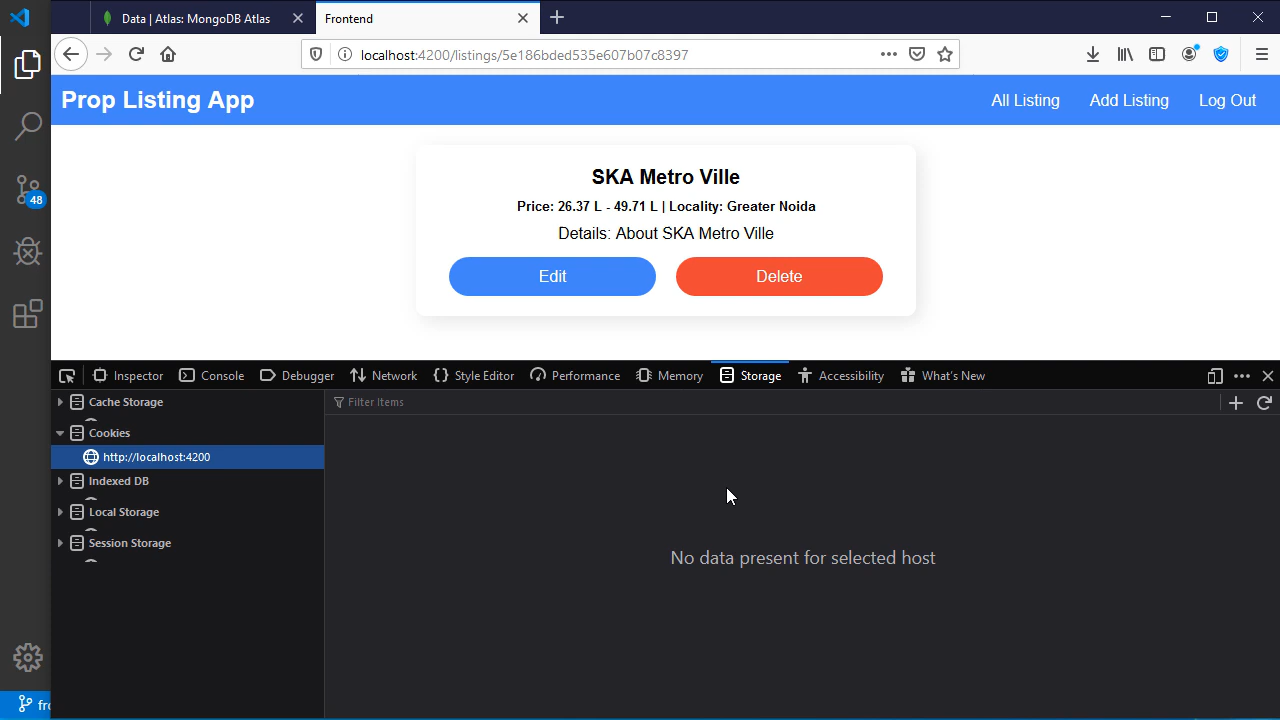 Data | Atlas: MongoDB Atlas
Frontend
localhost:4200/listings/5e186bded535e607b07c8397
Prop Listing App
All Listing
Add Listing
Log Out
SKA Metro Ville
Price: 26.37 L - 49.71 L | Locality: Greater Noida
Details: About SKA Metro Ville
Edit
Delete
48
Inspector
Console
Debugger
Network
Style Editor
Performance
Memory
Storage
Accessibility
What's New
Cache Storage
Filter Items
Cookies
http://localhost:4200
Indexed DB
Local Storage
Session Storage
No data present for selected host